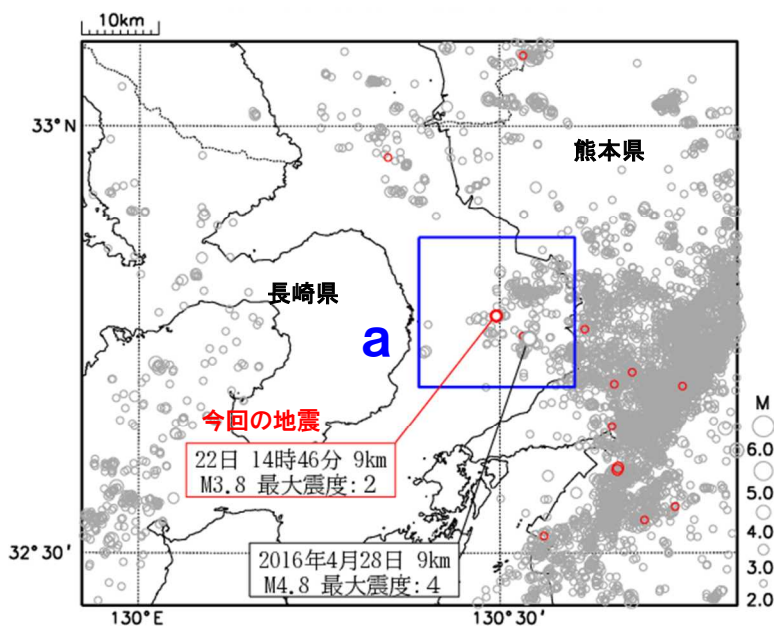 10km
33°N
熊本県
長崎県
a
今回の地震
22日 14時46分 9km
M3.8 最大震度:2
M
6.0
5.0
4.0
3.0
2.0
32°30′
2016年4月28日 9km
M4.8 最大震度:4
130°E
130°30′